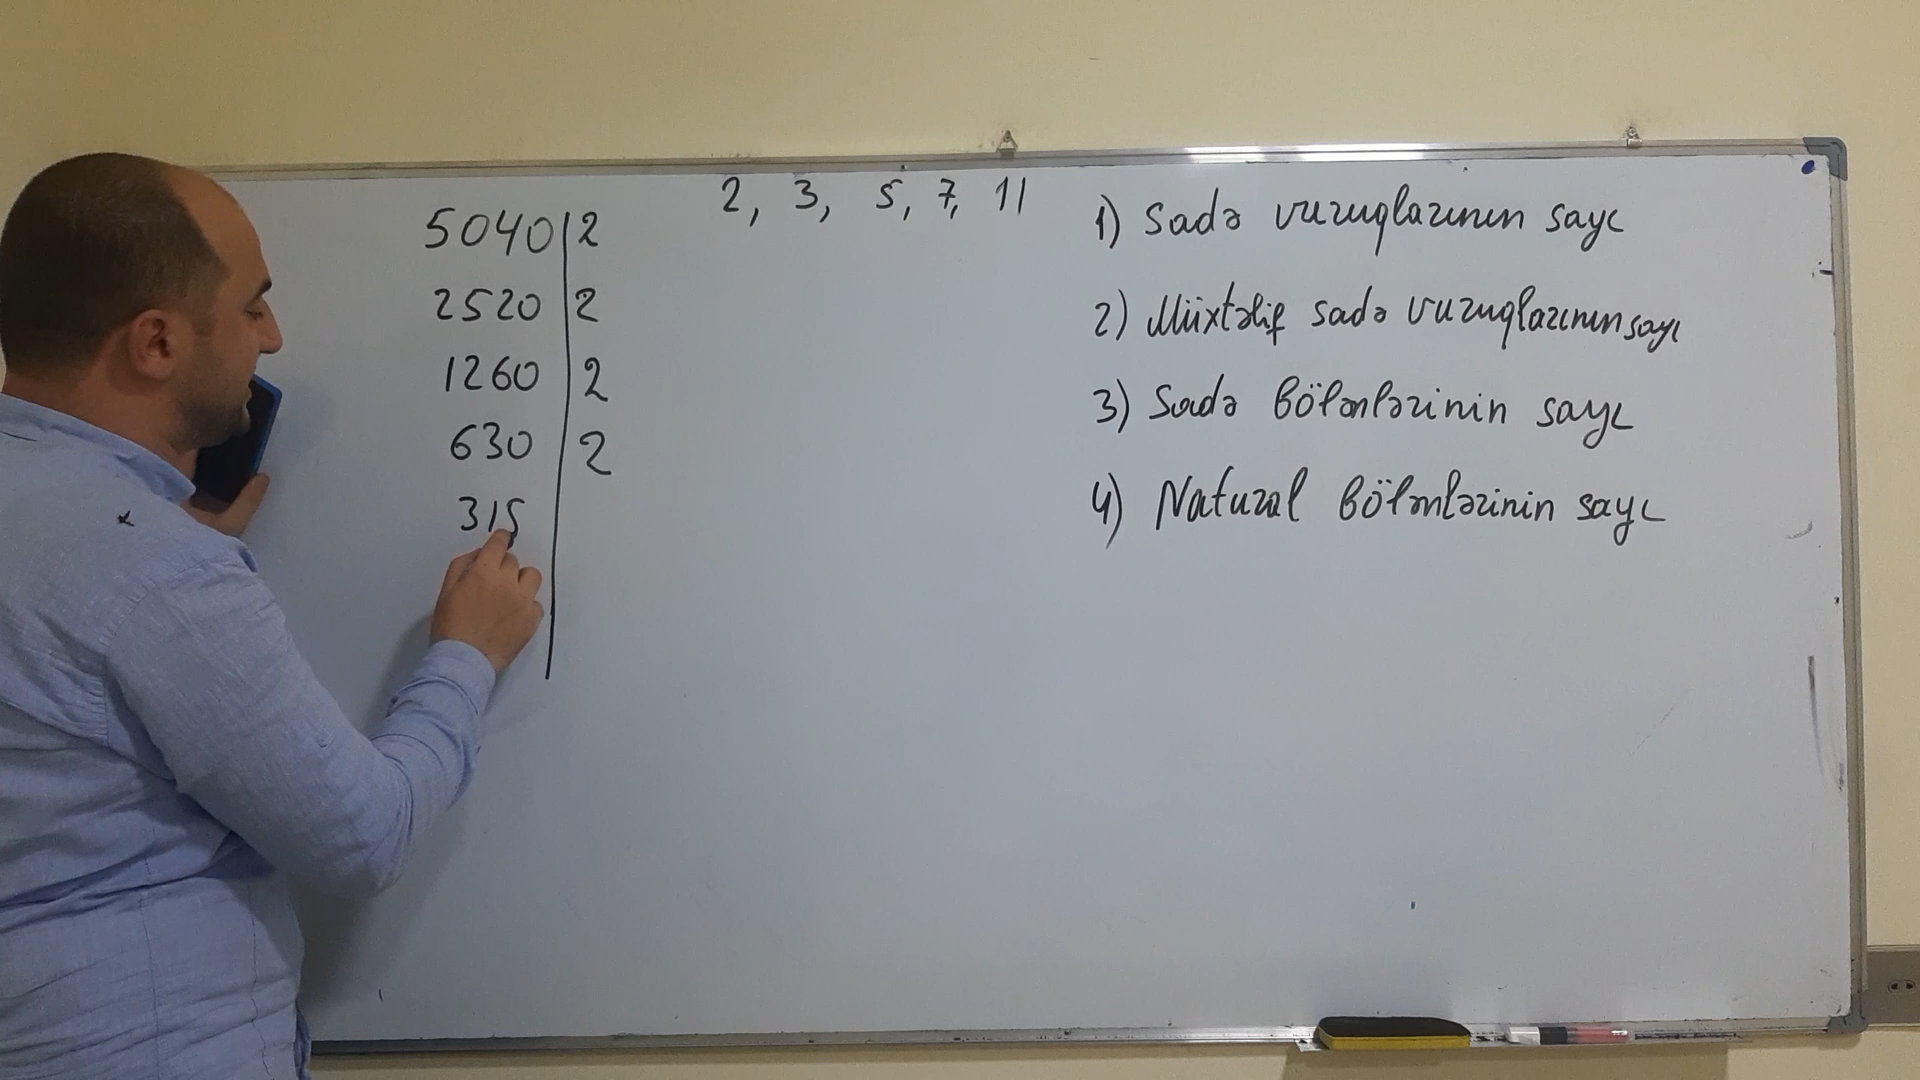 5040 | 2
2520 | 2
1260 | 2
630 | 2
315
2, 3, 5, 7, 11
1) Sadə vuruqlarının sayı
2) Müxtəlif sadə vuruqlarının sayı
3) Sadə bölənlərinin sayı
4) Natural bölənlərinin sayı